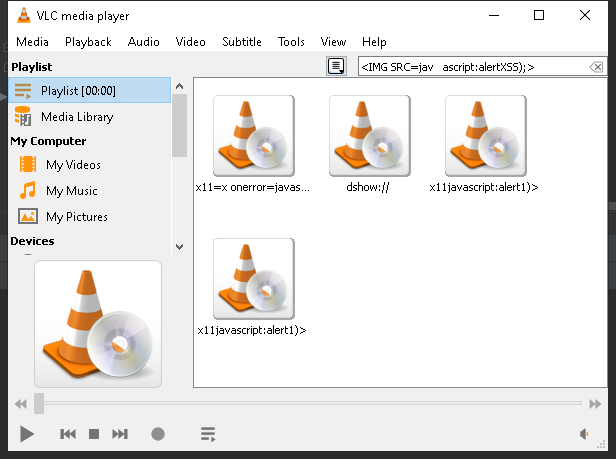 VLC media player
Media Playback Audio Video Subtitle Tools View Help
Playlist
<IMG SRC=jav ascript:alertXSS);>
Playlist [00:00]
Media Library
My Computer
My Videos
My Music
My Pictures
Devices
x11=x onerror=javas...
dshow://
x11javascript:alert1)>
x11javascript:alert1)>